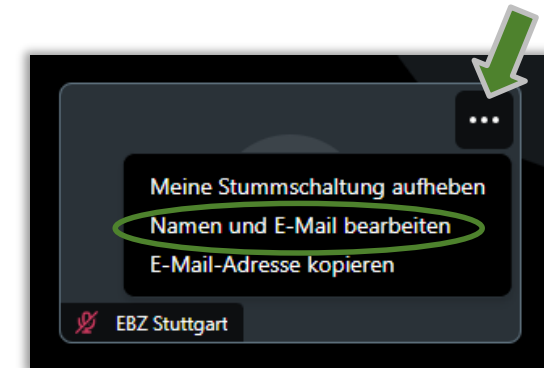 Meine Stummschaltung aufheben
Namen und E-Mail bearbeiten
E-Mail-Adresse kopieren
EBZ Stuttgart